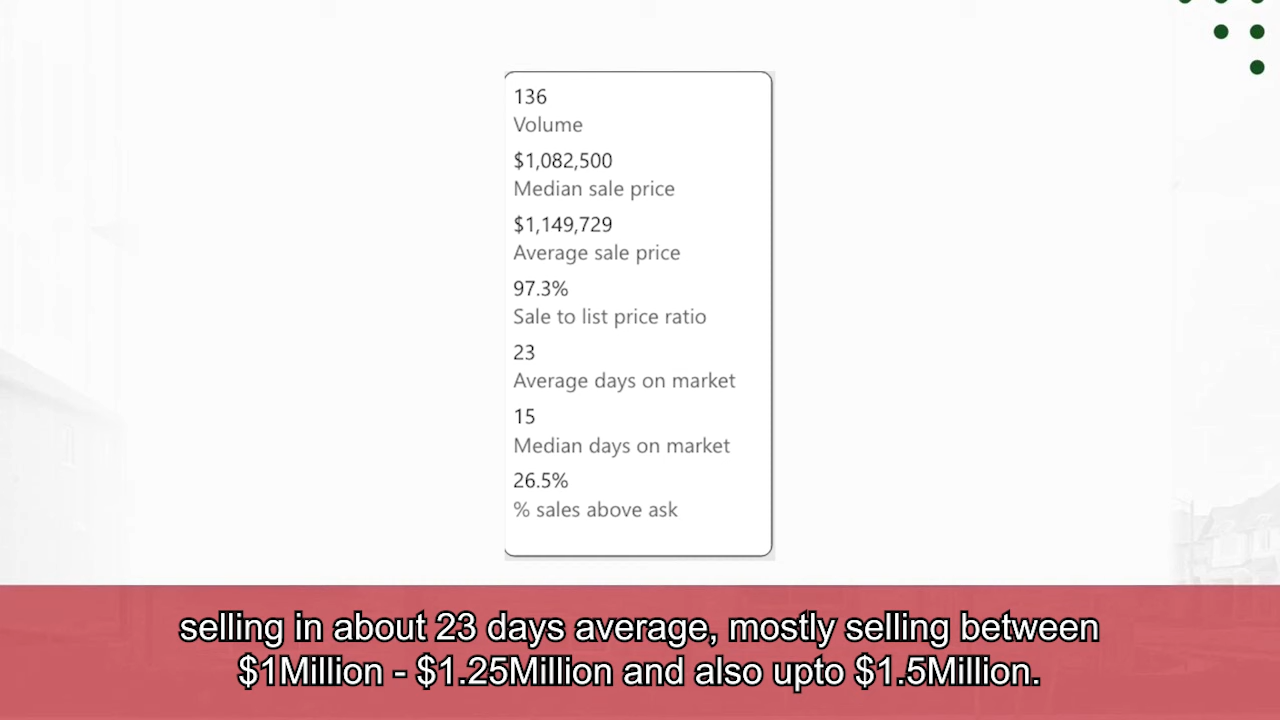 136
Volume
$1,082,500
Median sale price
$1,149,729
Average sale price
97.3%
Sale to list price ratio
23
Average days on market
15
Median days on market
26.5%
% sales above ask
selling in about 23 days average, mostly selling between
$1Million - $1.25Million and also upto $1.5Million.